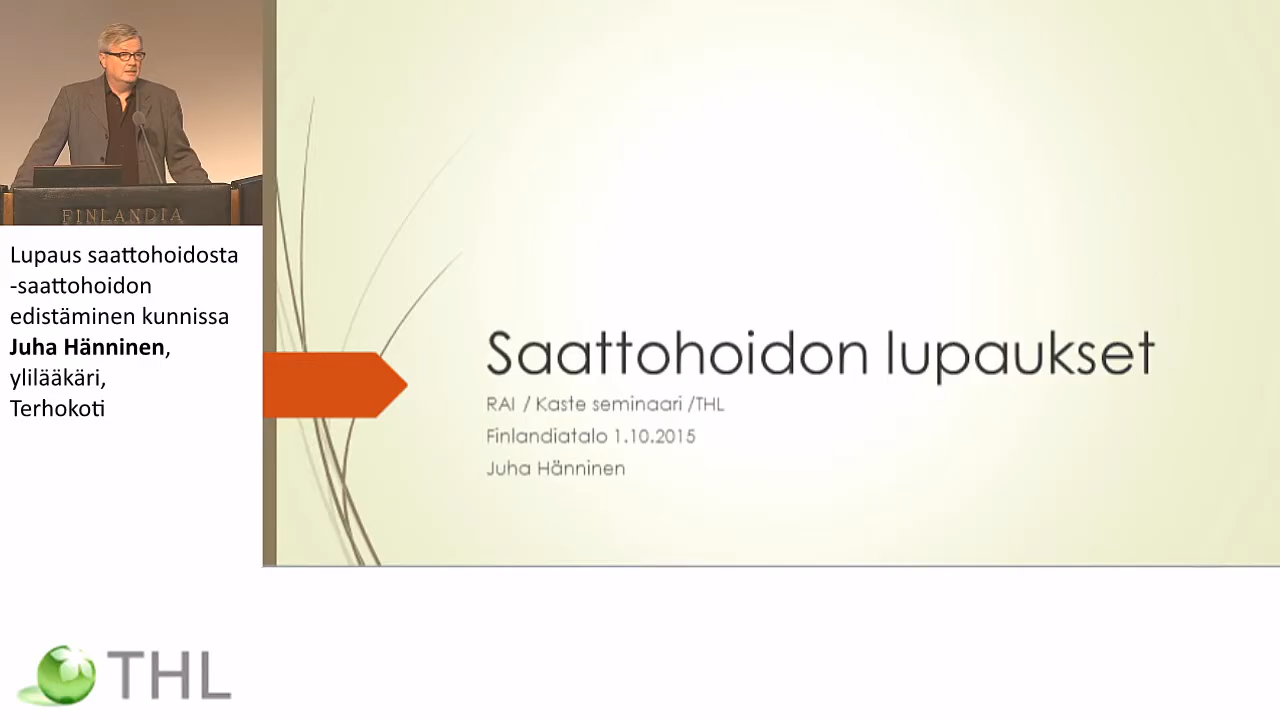 FINLANDIA
Lupaus saattohoidosta
-saattohoidon
edistäminen kunnissa
Juha Hänninen,
ylilääkäri,
Terhokoti
Saattohoidon lupaukset
RAI / Kaste seminaari /THL
Finlandiatalo 1.10.2015
Juha Hänninen
THL